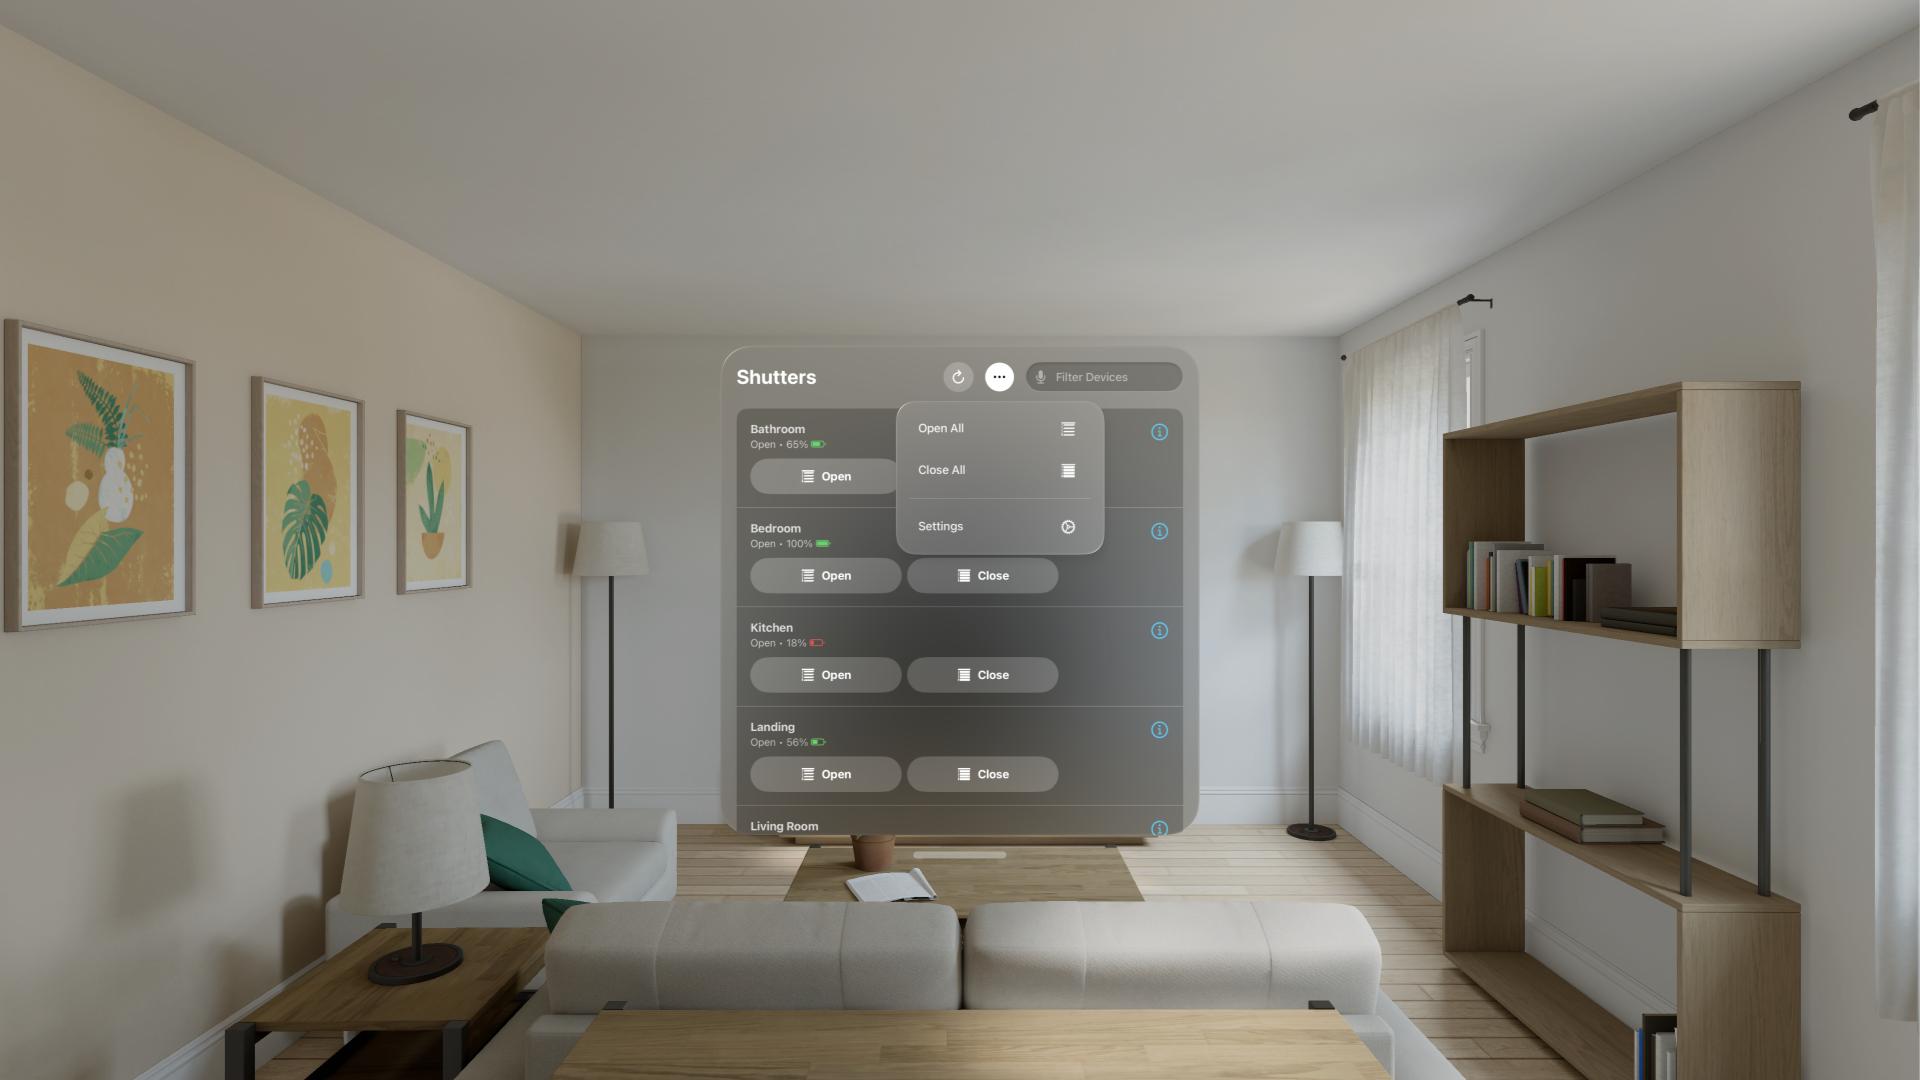 Shutters
Filter Devices
Open All
Close All
Settings
Bathroom
Open • 65%
Open
Bedroom
Open • 100%
Open
Close
Kitchen
Open • 18%
Open
Close
Landing
Open • 56%
Open
Close
Living Room